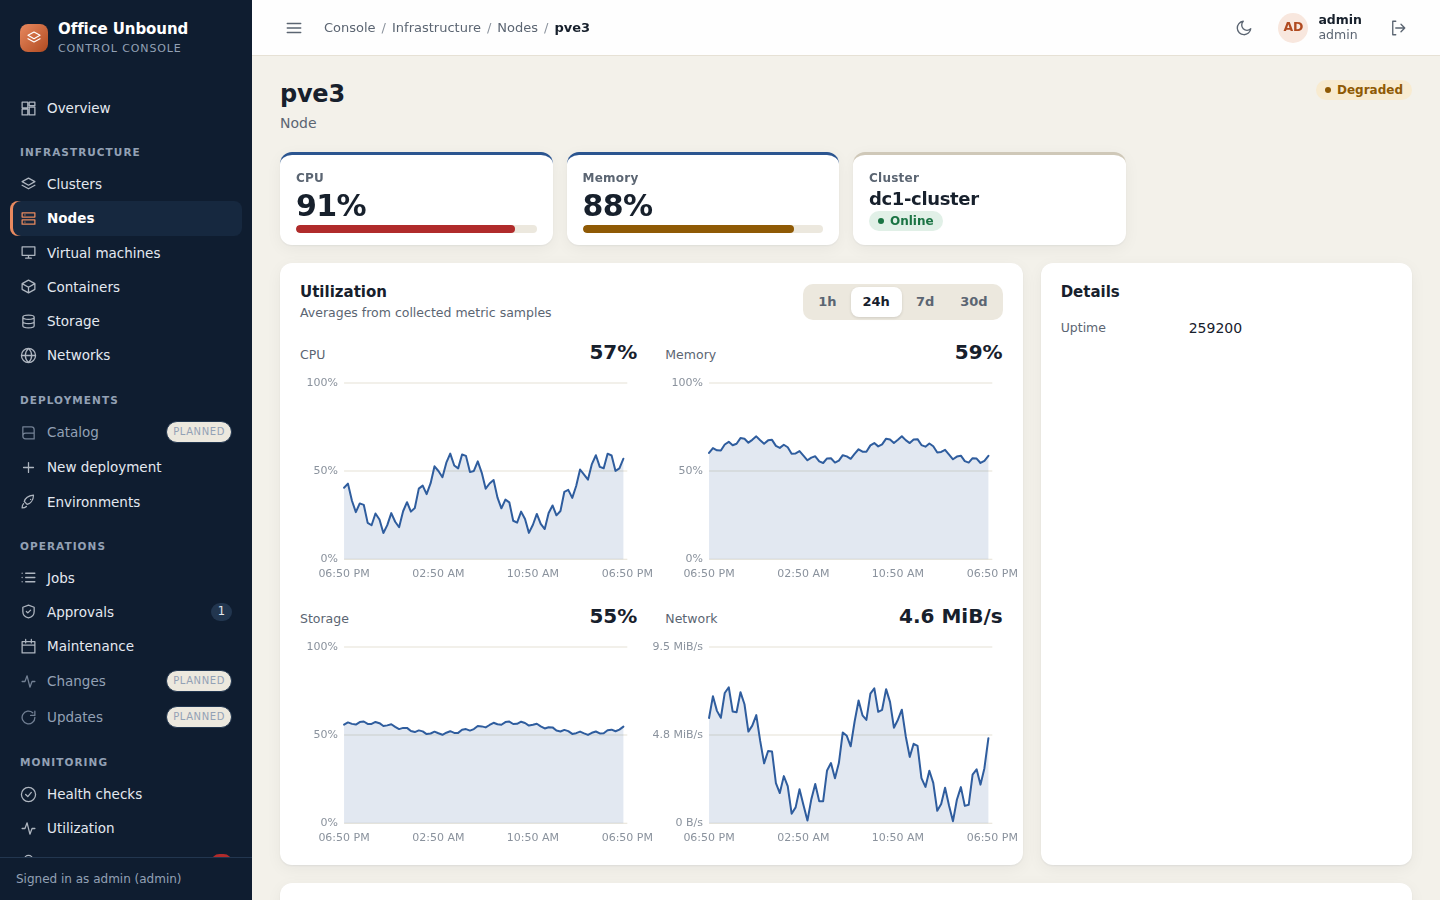 Office Unbound
CONTROL CONSOLE
Overview
INFRASTRUCTURE
Clusters
Nodes
Virtual machines
Containers
Storage
Networks
DEPLOYMENTS
Catalog PLANNED
New deployment
Environments
OPERATIONS
Jobs
Approvals 1
Maintenance
Changes PLANNED
Updates PLANNED
MONITORING
Health checks
Utilization
Signed in as admin (admin)
Console / Infrastructure / Nodes / pve3
AD
admin
admin
pve3
Node
Degraded
CPU
91%
Memory
88%
Cluster
dc1-cluster
Online
Utilization
Averages from collected metric samples
1h 24h 7d 30d
CPU 57%
100%
50%
0%
06:50 PM 02:50 AM 10:50 AM 06:50 PM
Memory 59%
100%
50%
0%
06:50 PM 02:50 AM 10:50 AM 06:50 PM
Storage 55%
100%
50%
0%
06:50 PM 02:50 AM 10:50 AM 06:50 PM
Network 4.6 MiB/s
9.5 MiB/s
4.8 MiB/s
0 B/s
06:50 PM 02:50 AM 10:50 AM 06:50 PM
Details
Uptime 259200